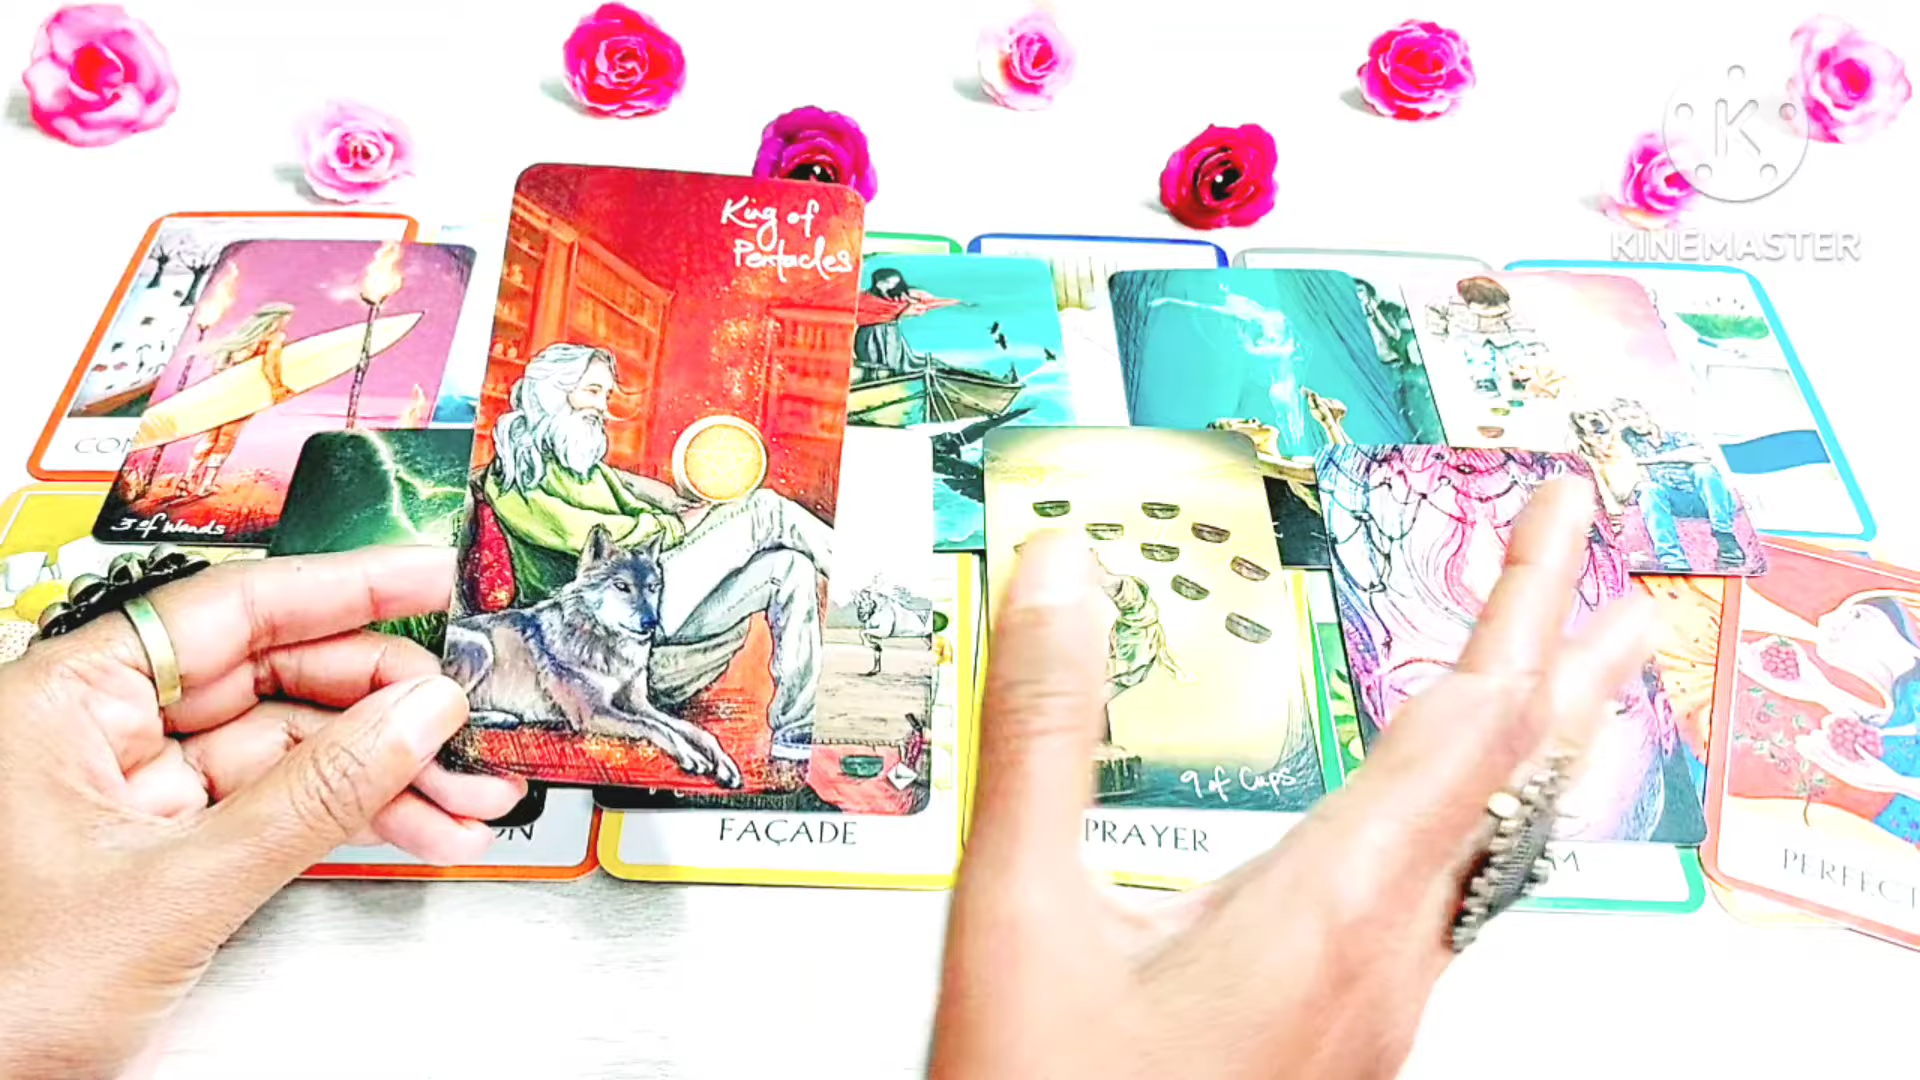 K
KINEMASTER
King of
Pentacles
3 of Wands
9 of Cups
FAÇADE
PRAYER